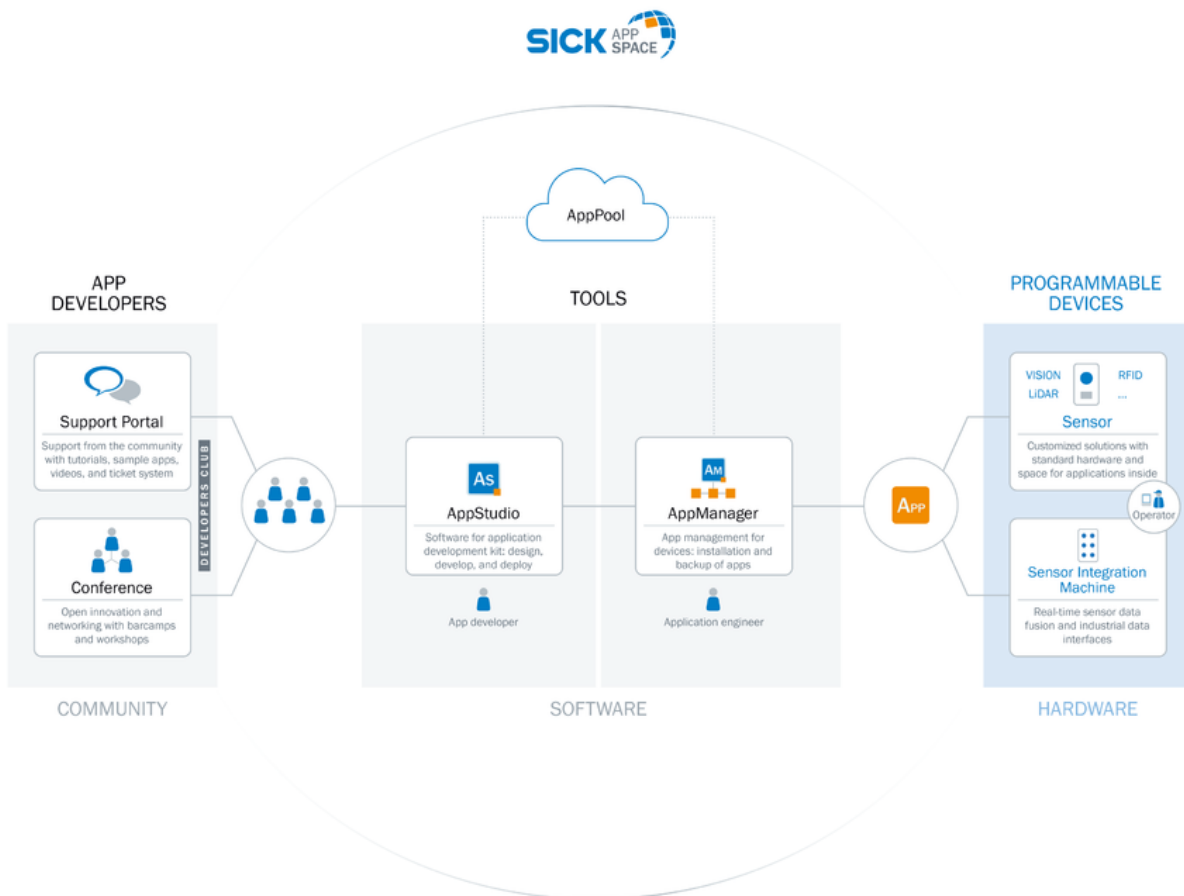 SICK APP SPACE
AppPool
APP
DEVELOPERS
TOOLS
PROGRAMMABLE
DEVICES
Support Portal
Support from the community
with tutorials, sample apps,
videos, and ticket system
DEVELOPERS CLUB
Conference
Open innovation and
networking with barcamps
and workshops
As
AppStudio
Software for application
development kit: design,
develop, and deploy
App developer
AM
AppManager
App management for
devices: installation and
backup of apps
Application engineer
APP
VISION
RFID
LiDAR
...
Sensor
Customized solutions with
standard hardware and
space for applications inside
Operator
Sensor Integration
Machine
Real-time sensor data
fusion and industrial data
interfaces
COMMUNITY
SOFTWARE
HARDWARE